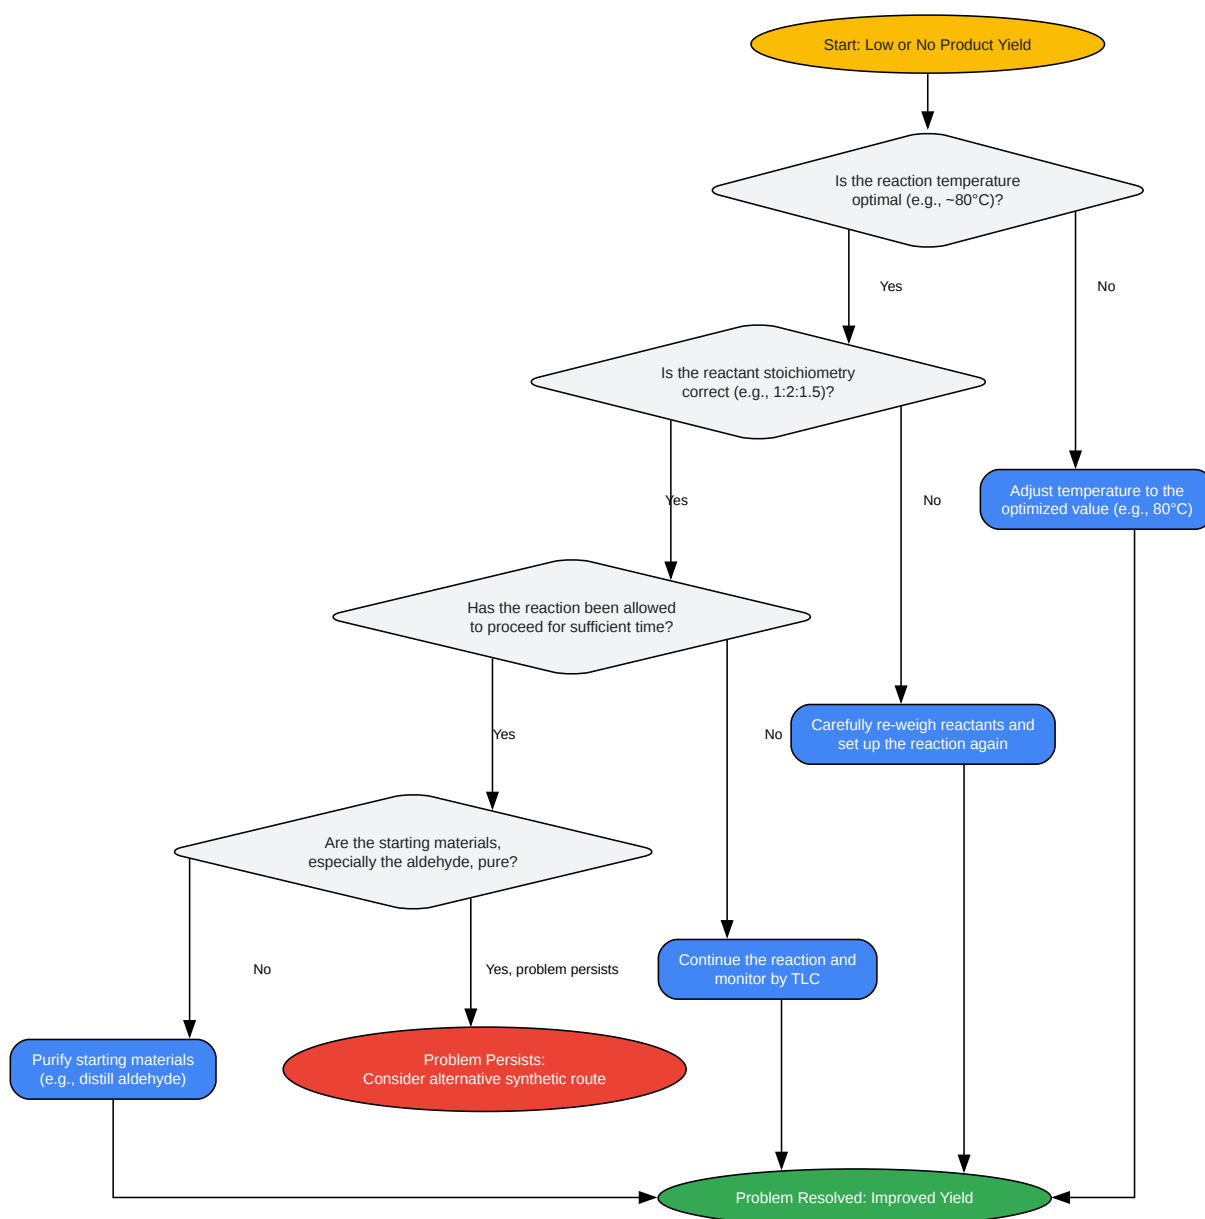 Start: Low or No Product Yield
Is the reaction temperature
optimal (e.g., ~80°C)?
Yes
No
Is the reactant stoichiometry
correct (e.g., 1:2:1.5)?
Yes
No
Adjust temperature to the
optimized value (e.g., 80°C)
Has the reaction been allowed
to proceed for sufficient time?
Yes
No
Carefully re-weigh reactants and
set up the reaction again
Are the starting materials,
especially the aldehyde, pure?
No
Yes, problem persists
Continue the reaction and
monitor by TLC
Purify starting materials
(e.g., distill aldehyde)
Problem Persists:
Consider alternative synthetic route
Problem Resolved: Improved Yield